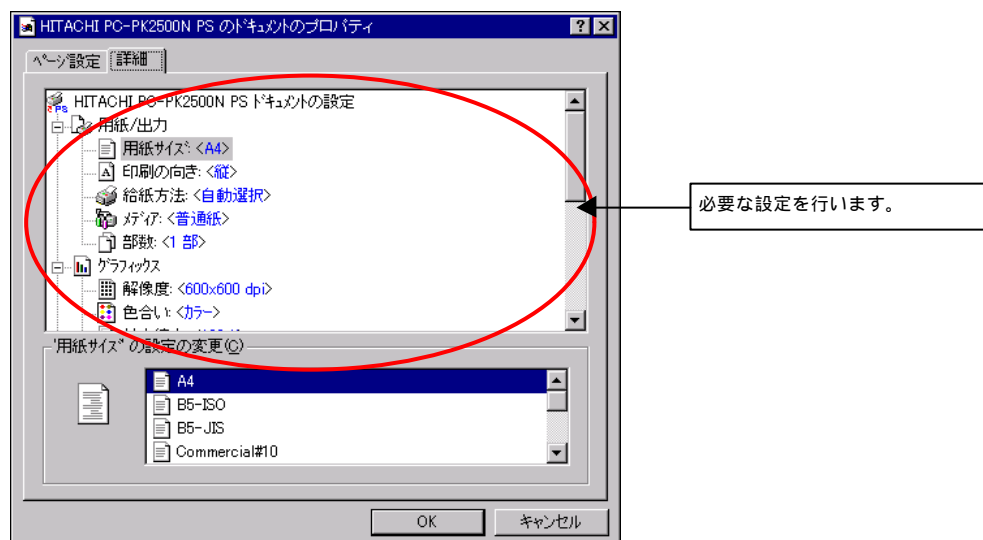 HITACHI PC-PK2500N PS のﾄﾞｷｭﾒﾝﾄのプロパティ
ﾍﾟｰｼﾞ設定
詳細
HITACHI PC-PK2500N PS ﾄﾞｷｭﾒﾝﾄの設定
用紙/出力
用紙ｻｲｽﾞ: <A4>
印刷の向き: <縦>
給紙方法: <自動選択>
ﾒﾃﾞｨｱ: <普通紙>
部数: <1 部>
ｸﾞﾗﾌｨｯｸｽ
解像度: <600x600 dpi>
色合い: <ｶﾗｰ>
必要な設定を行います。
'用紙ｻｲｽﾞ' の設定の変更(C)
A4
B5-ISO
B5-JIS
Commercial#10
OK
キャンセル